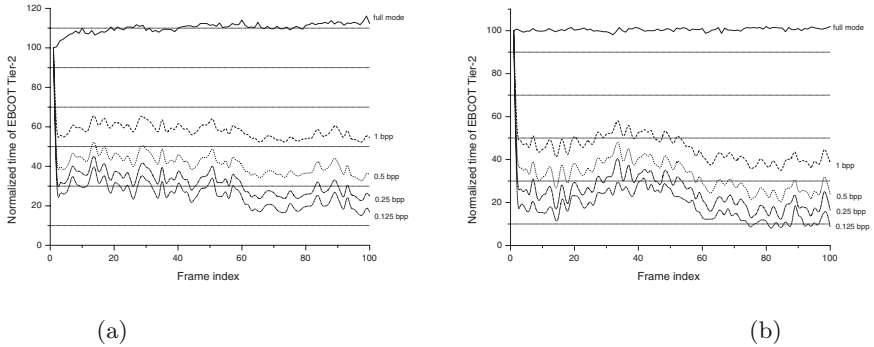 120
100
80
60
40
20
0
Normalized time of EBCOT Tier-2
full mode
1 bpp
0.5 bpp
0.25 bpp
0.125 bpp
0 20 40 60 80 100
Frame index
(a)
100
80
60
40
20
0
Normalized time of EBCOT Tier-2
full mode
1 bpp
0.5 bpp
0.25 bpp
0.125 bpp
0 20 40 60 80 100
Frame index
(b)